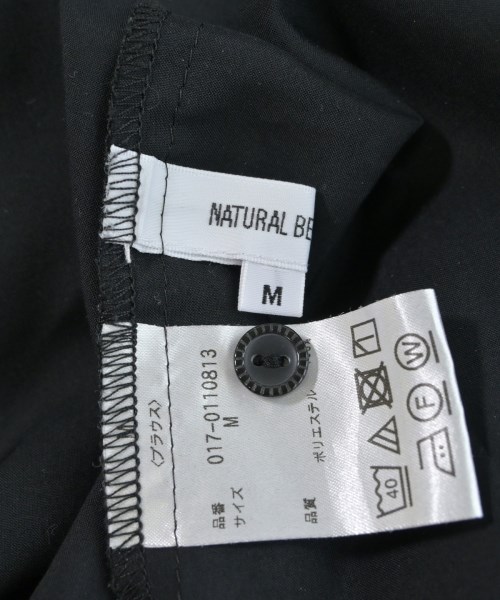 NATURAL BE
M
〈ブラウス〉
品番 017-0110813
サイズ M
品質 ポリエステル
40
F
W